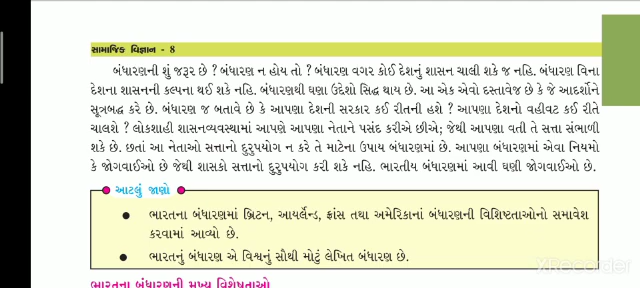 સામાજિક વિજ્ઞાન - 8
બંધારણની શું જરૂર છે ? બંધારણ ન હોય તો ? બંધારણ વગર કોઈ દેશનું શાસન ચાલી શકે જ નહિ. બંધારણ વિના
દેશના શાસનની કલ્પના થઈ શકે નહિ. બંધારણથી ઘણા ઉદ્દેશો સિદ્ધ થાય છે. આ એક એવો દસ્તાવેજ છે કે જે આદર્શોને
સૂત્રબદ્ધ કરે છે. બંધારણ જ બતાવે છે કે આપણા દેશની સરકાર કઈ રીતની હશે ? આપણા દેશનો વહીવટ કઈ રીતે
ચાલશે ? લોકશાહી શાસનવ્યવસ્થામાં આપણે આપણા નેતાને પસંદ કરીએ છીએ; જેથી આપણા વતી તે સત્તા સંભાળી
શકે છે. છતાં આ નેતાઓ સત્તાનો દુરુપયોગ ન કરે તે માટેના ઉપાય બંધારણમાં છે. આપણા બંધારણમાં એવા નિયમો
કે જોગવાઈઓ છે જેથી શાસકો સત્તાનો દુરુપયોગ કરી શકે નહિ. ભારતીય બંધારણમાં આવી ઘણી જોગવાઈઓ છે.
આટલું જાણો
● ભારતના બંધારણમાં બ્રિટન, આયર્લૅન્ડ, ફ્રાંસ તથા અમેરિકાનાં બંધારણની વિશિષ્ટતાઓનો સમાવેશ
કરવામાં આવ્યો છે.
● ભારતનું બંધારણ એ વિશ્વનું સૌથી મોટું લેખિત બંધારણ છે.
ભારતના બંધારણની મુખ્ય વિશેષતાઓ
XRecorder